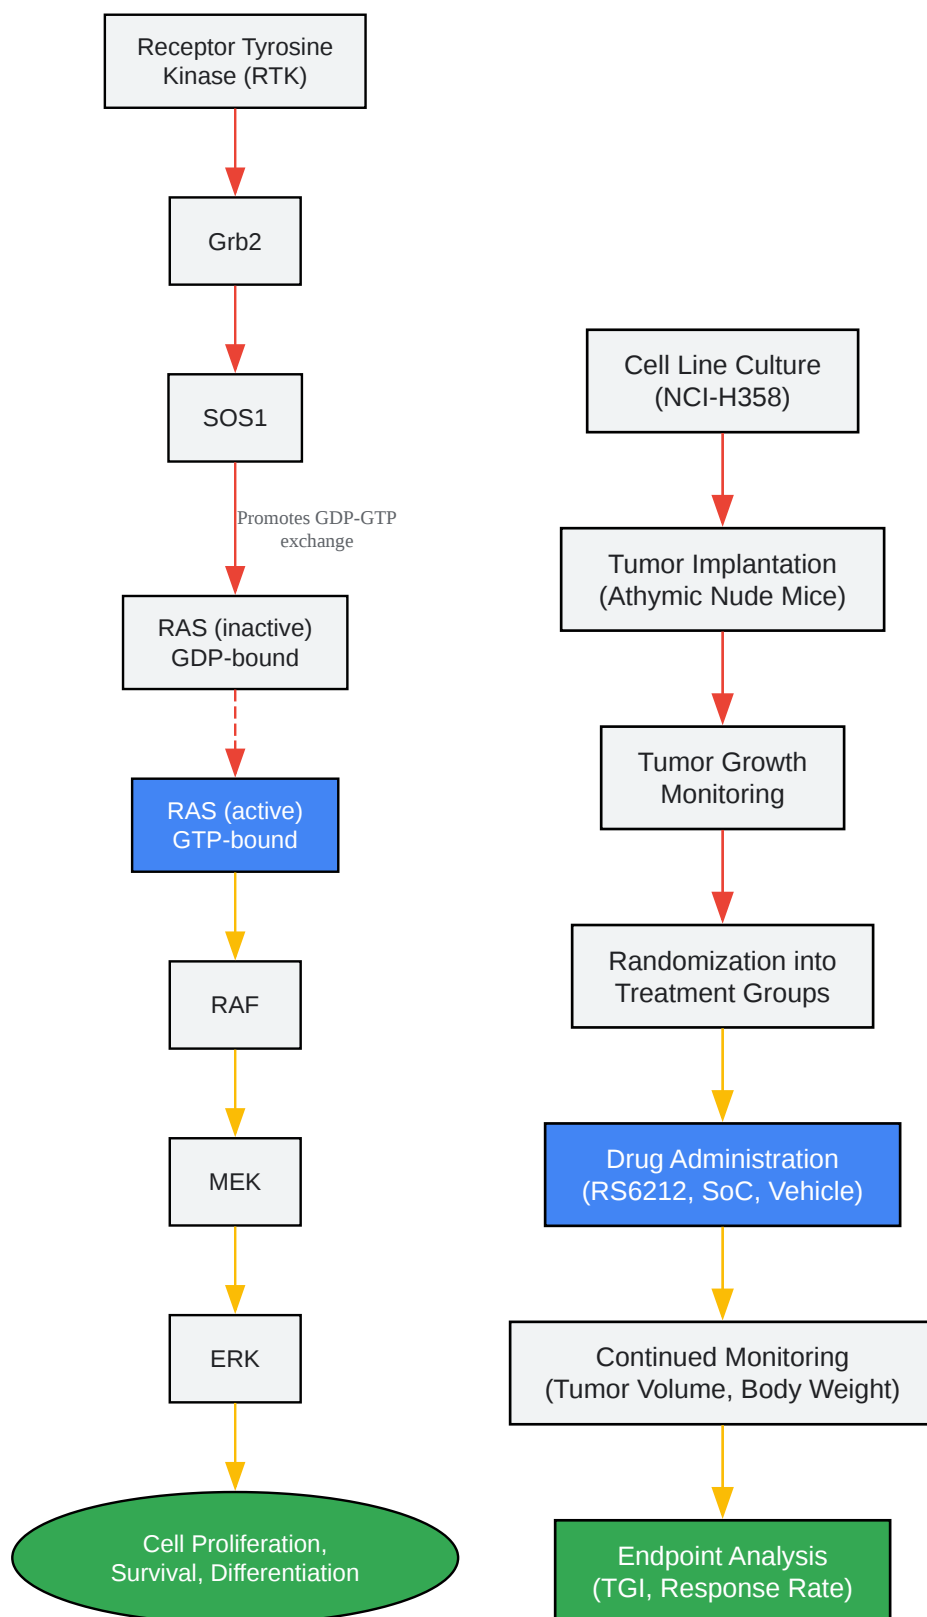 Receptor Tyrosine
Kinase (RTK)
Grb2
SOS1
Promotes GDP-GTP
exchange
RAS (inactive)
GDP-bound
RAS (active)
GTP-bound
RAF
MEK
ERK
Cell Proliferation,
Survival, Differentiation
Cell Line Culture
(NCI-H358)
Tumor Implantation
(Athymic Nude Mice)
Tumor Growth
Monitoring
Randomization into
Treatment Groups
Drug Administration
(RS6212, SoC, Vehicle)
Continued Monitoring
(Tumor Volume, Body Weight)
Endpoint Analysis
(TGI, Response Rate)